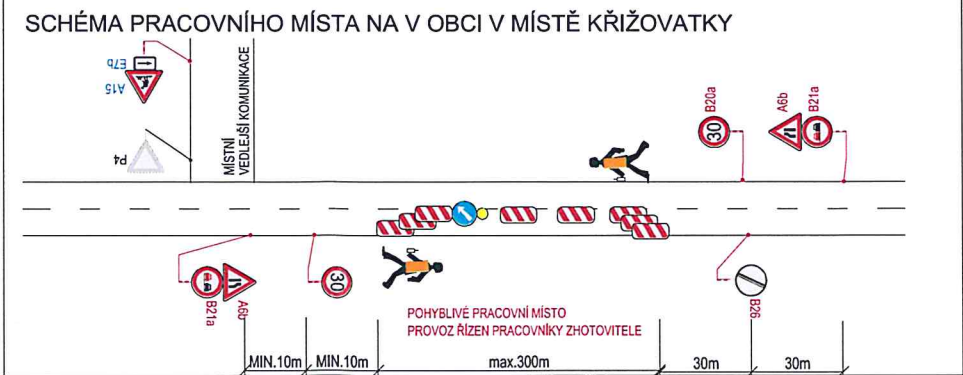 SCHÉMA PRACOVNÍHO MÍSTA NA V OBCI V MÍSTĚ KŘIŽOVATKY
E7b
A15
P4
MÍSTNÍ
VEDLEJŠÍ KOMUNIKACE
30
B20a
A6b
B21a
B21a
A6b
30
B26
POHYBLIVÉ PRACOVNÍ MÍSTO
PROVOZ ŘÍZEN PRACOVNÍKY ZHOTOVITELE
MIN.10m
MIN.10m
max.300m
30m
30m